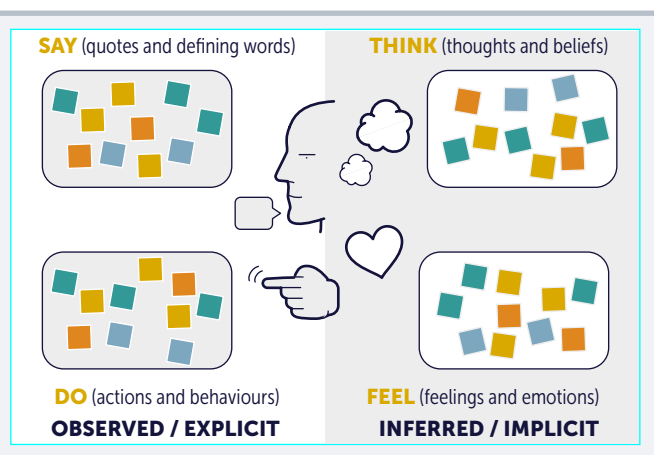 SAY (quotes and defining words)
THINK (thoughts and beliefs)
DO (actions and behaviours)
FEEL (feelings and emotions)
OBSERVED / EXPLICIT
INFERRED / IMPLICIT